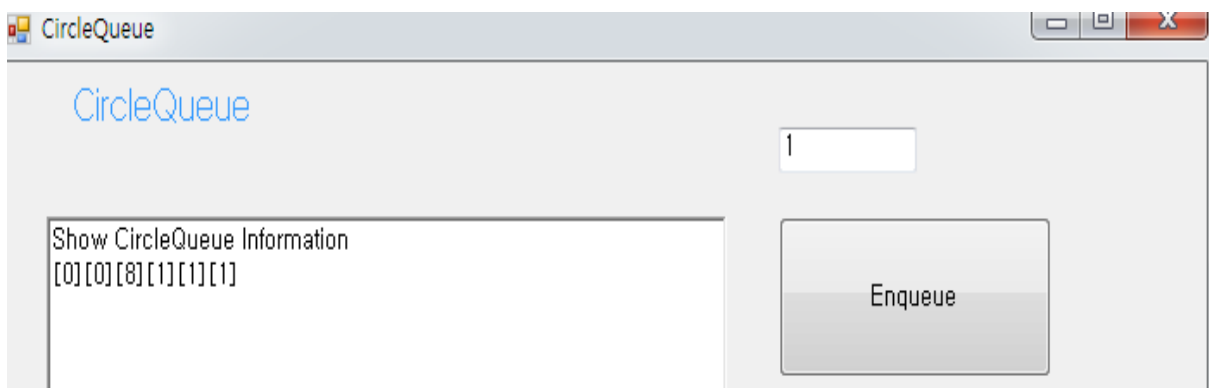 CircleQueue
CircleQueue
1
Show CircleQueue Information
[0][0][8][1][1][1]
Enqueue